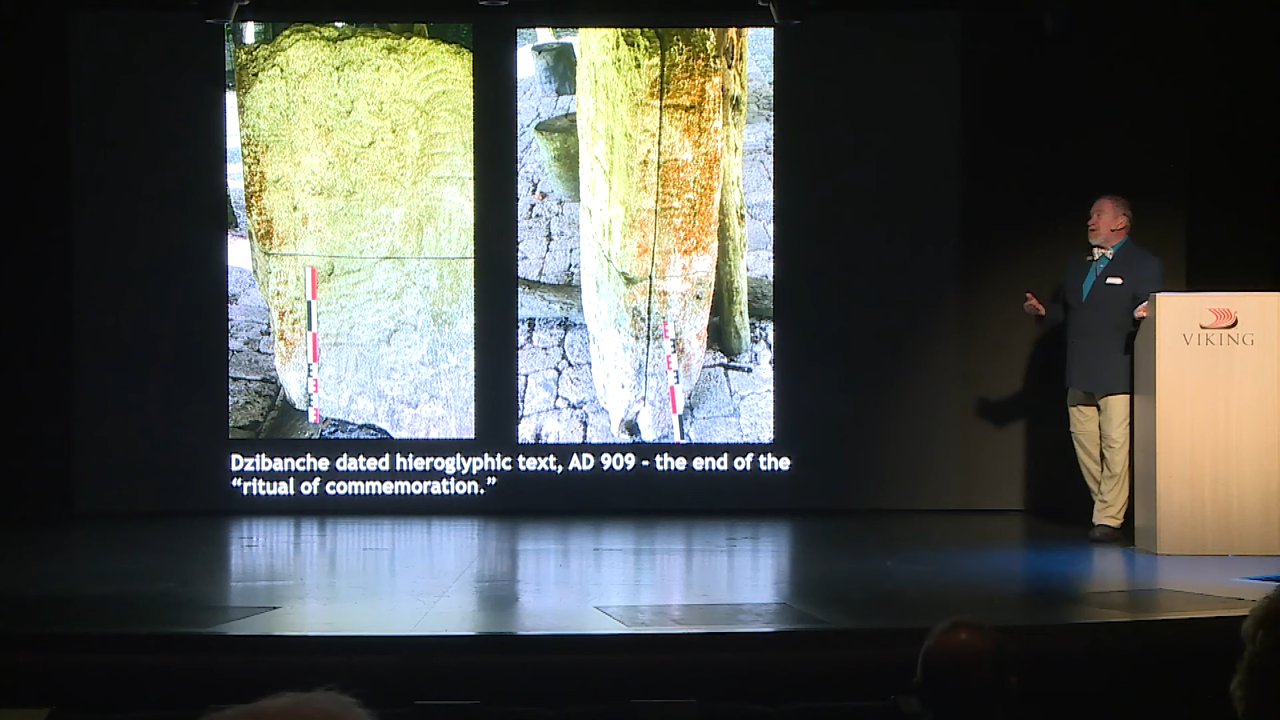 Dzibanche dated hieroglyphic text, AD 909 - the end of the
“ritual of commemoration.”
VIKING